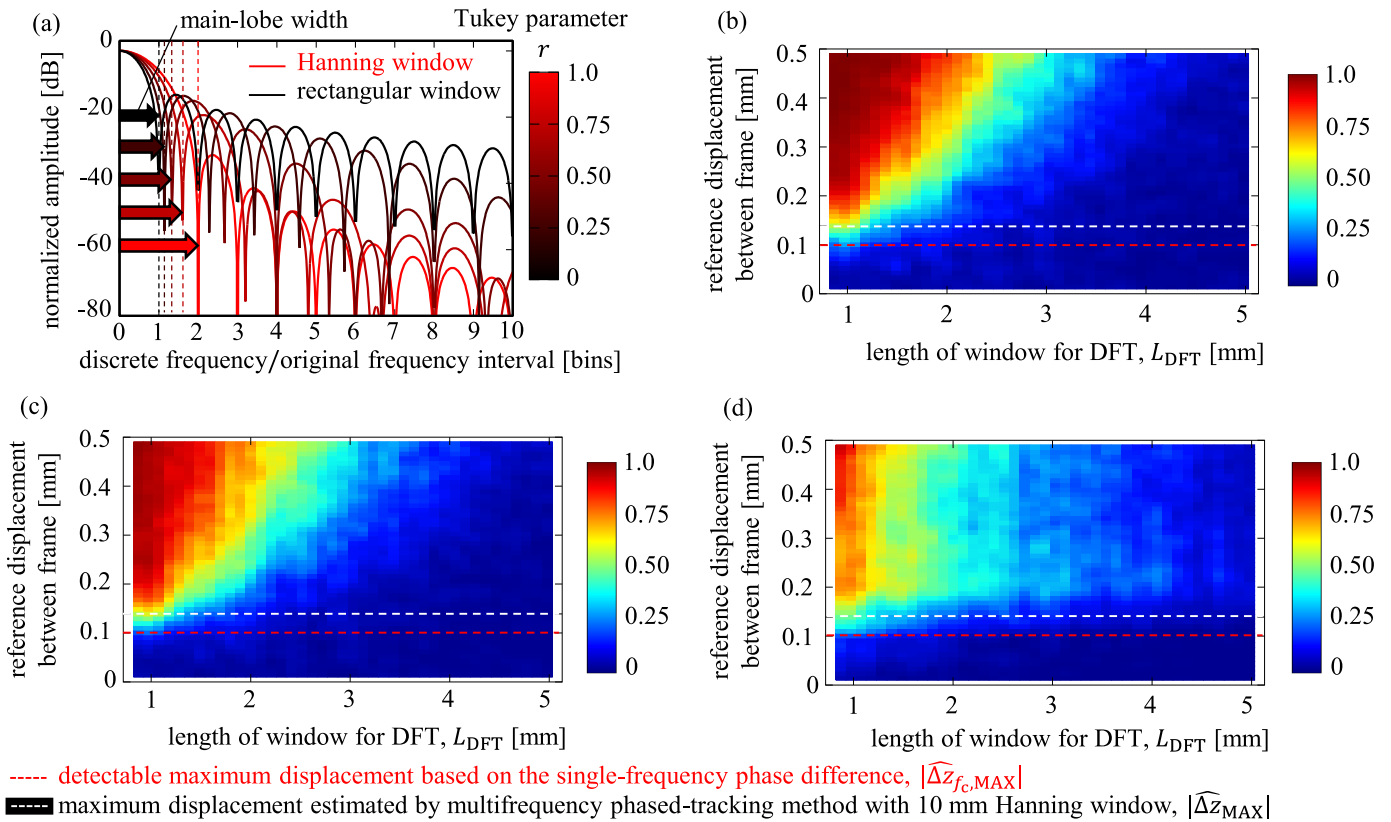 (a)
main-lobe width
Tukey parameter
r
normalized amplitude [dB]
0
-20
-40
-60
-80
Hanning window
rectangular window
1.0
0.75
0.50
0.25
0
0 1 2 3 4 5 6 7 8 9 10
discrete frequency/original frequency interval [bins]
(b)
reference displacement
between frame [mm]
0.5
0.4
0.3
0.2
0.1
0
1 2 3 4 5
length of window for DFT, L_DFT [mm]
1.0
0.75
0.50
0.25
0
(c)
reference displacement
between frame [mm]
0.5
0.4
0.3
0.2
0.1
0
1 2 3 4 5
length of window for DFT, L_DFT [mm]
1.0
0.75
0.50
0.25
0
(d)
reference displacement
between frame [mm]
0.5
0.4
0.3
0.2
0.1
0
1 2 3 4 5
length of window for DFT, L_DFT [mm]
1.0
0.75
0.50
0.25
0
detectable maximum displacement based on the single-frequency phase difference, |\widehat{Δz}_{f_c,MAX}|
maximum displacement estimated by multifrequency phased-tracking method with 10 mm Hanning window, |\widehat{Δz}_{MAX}|